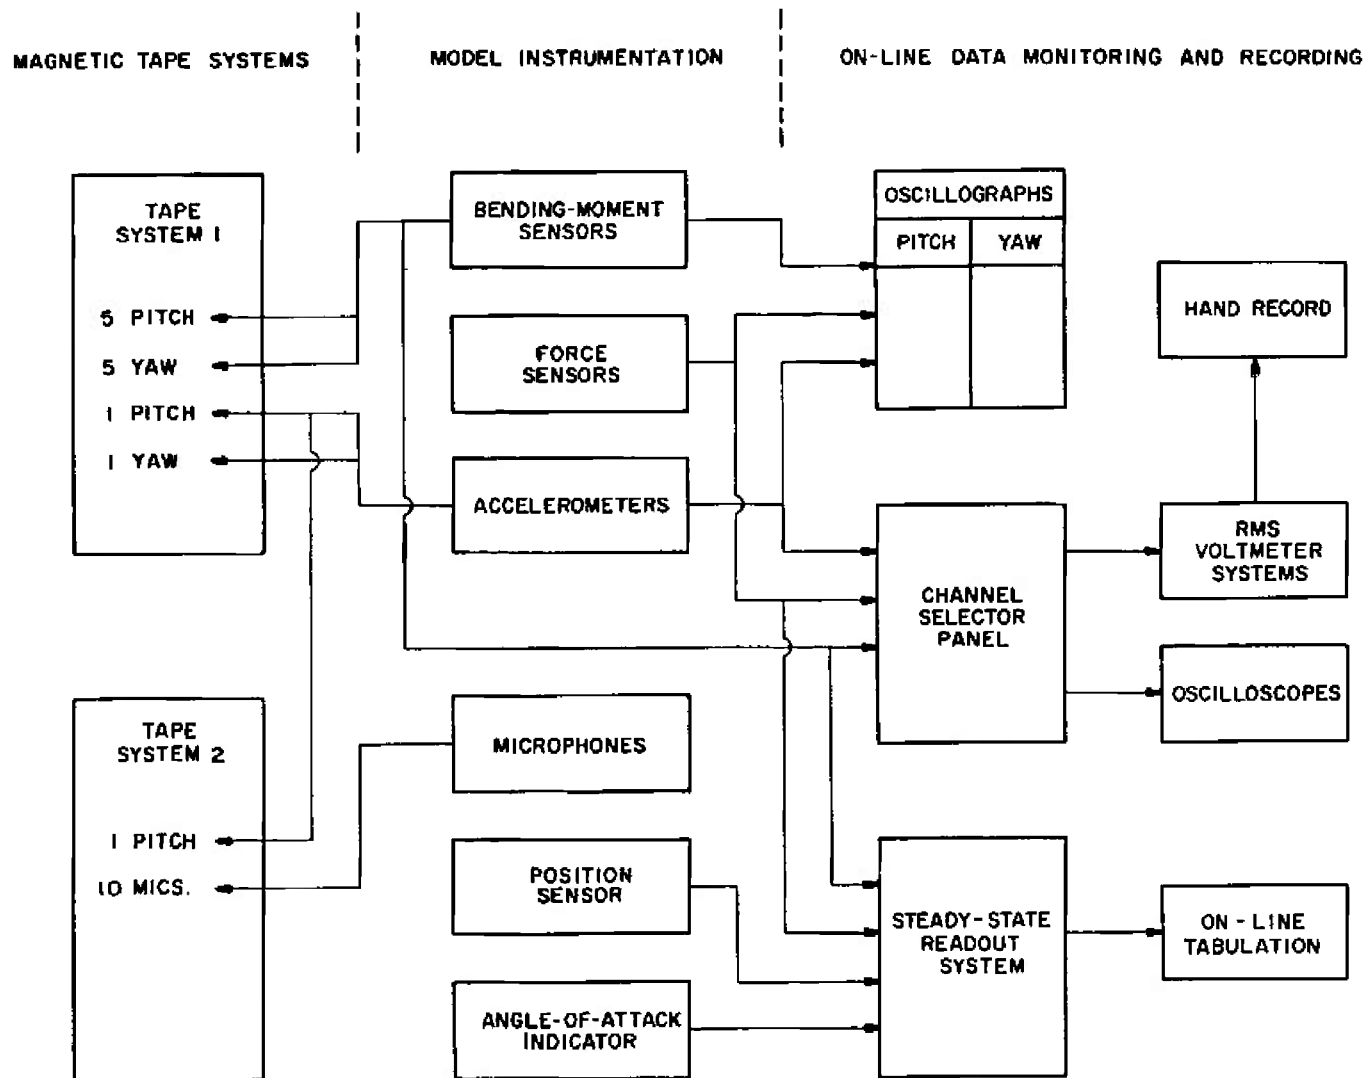 MAGNETIC TAPE SYSTEMS
MODEL INSTRUMENTATION
ON-LINE DATA MONITORING AND RECORDING
TAPE
SYSTEM 1
5 PITCH
5 YAW
1 PITCH
1 YAW
TAPE
SYSTEM 2
1 PITCH
10 MICS.
BENDING-MOMENT
SENSORS
FORCE
SENSORS
ACCELEROMETERS
MICROPHONES
POSITION
SENSOR
ANGLE-OF-ATTACK
INDICATOR
OSCILLOGRAPHS
PITCH
YAW
CHANNEL
SELECTOR
PANEL
STEADY-STATE
READOUT
SYSTEM
HAND RECORD
RMS
VOLTMETER
SYSTEMS
OSCILLOSCOPES
ON-LINE
TABULATION